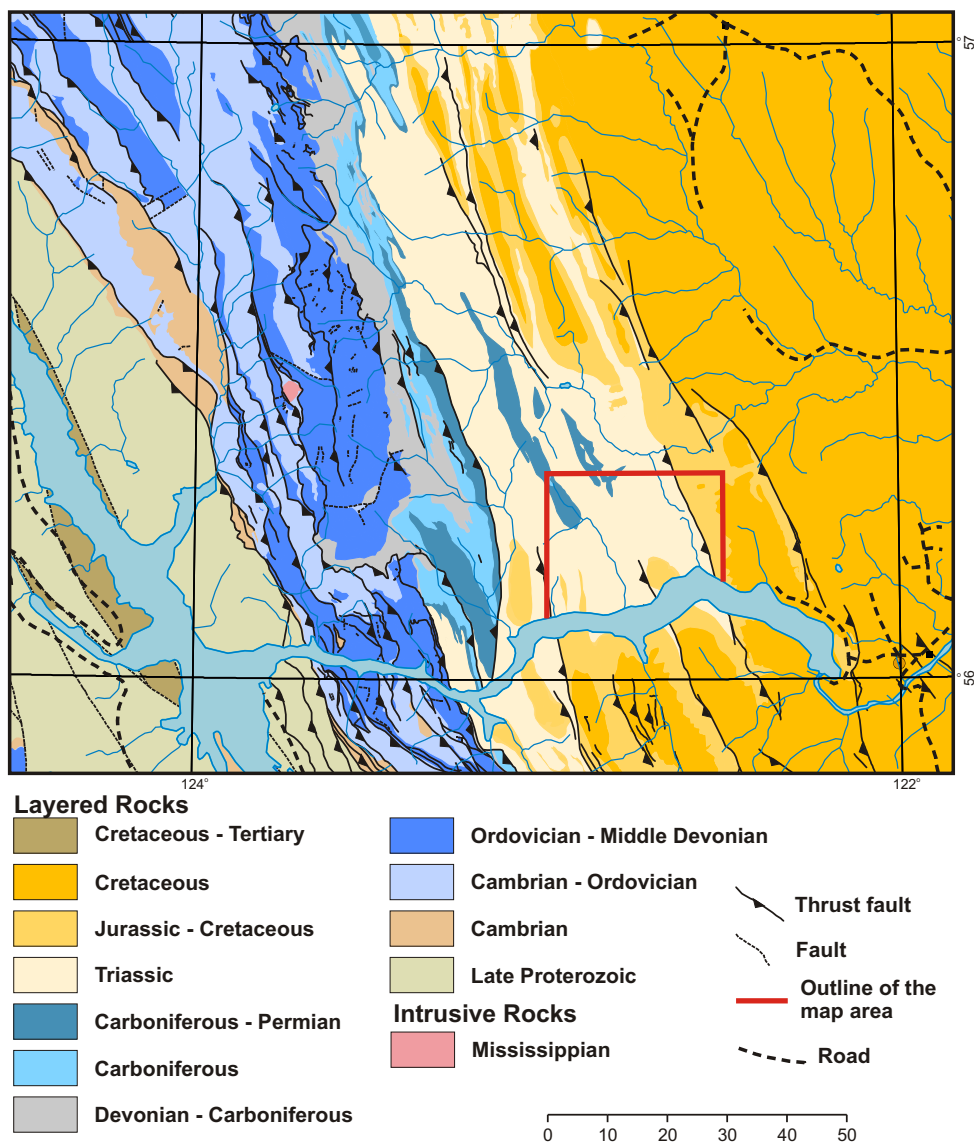 °57
°56
124°
122°
Layered Rocks
Cretaceous - Tertiary
Cretaceous
Jurassic - Cretaceous
Triassic
Carboniferous - Permian
Carboniferous
Devonian - Carboniferous
Ordovician - Middle Devonian
Cambrian - Ordovician
Cambrian
Late Proterozoic
Intrusive Rocks
Mississippian
Thrust fault
Fault
Outline of the
map area
Road
0 10 20 30 40 50